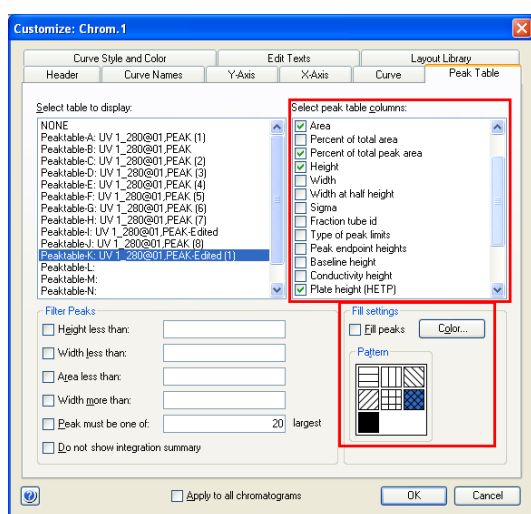 Customize: Chrom.1
Curve Style and Color
Edit Texts
Layout Library
Header
Curve Names
Y-Axis
X-Axis
Curve
Peak Table
Select table to display:
NONE
Peaktable-A: UV 1_280@01,PEAK (1)
Peaktable-B: UV 1_280@01,PEAK
Peaktable-C: UV 1_280@01,PEAK (2)
Peaktable-D: UV 1_280@01,PEAK (3)
Peaktable-E: UV 1_280@01,PEAK (4)
Peaktable-F: UV 1_280@01,PEAK (5)
Peaktable-G: UV 1_280@01,PEAK (6)
Peaktable-H: UV 1_280@01,PEAK (7)
Peaktable-I: UV 1_280@01,PEAK-Edited
Peaktable-J: UV 1_280@01,PEAK (8)
Peaktable-K: UV 1_280@01,PEAK-Edited (1)
Peaktable-L:
Peaktable-M:
Peaktable-N:
Select peak table columns:
Area
Percent of total area
Percent of total peak area
Height
Width
Width at half height
Sigma
Fraction tube id
Type of peak limits
Peak endpoint heights
Baseline height
Conductivity height
Plate height (HETP)
Filter Peaks
Height less than:
Width less than:
Area less than:
Width more than:
Peak must be one of: 20 largest
Do not show integration summary
Fill settings
Fill peaks
Color...
Pattern
Apply to all chromatograms
OK
Cancel